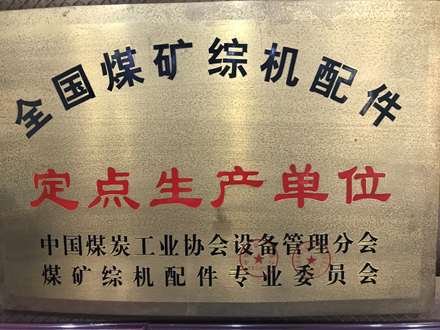 全国煤矿综机配件
定点生产单位
中国煤炭工业协会设备管理分会
煤矿综机配件专业委员会